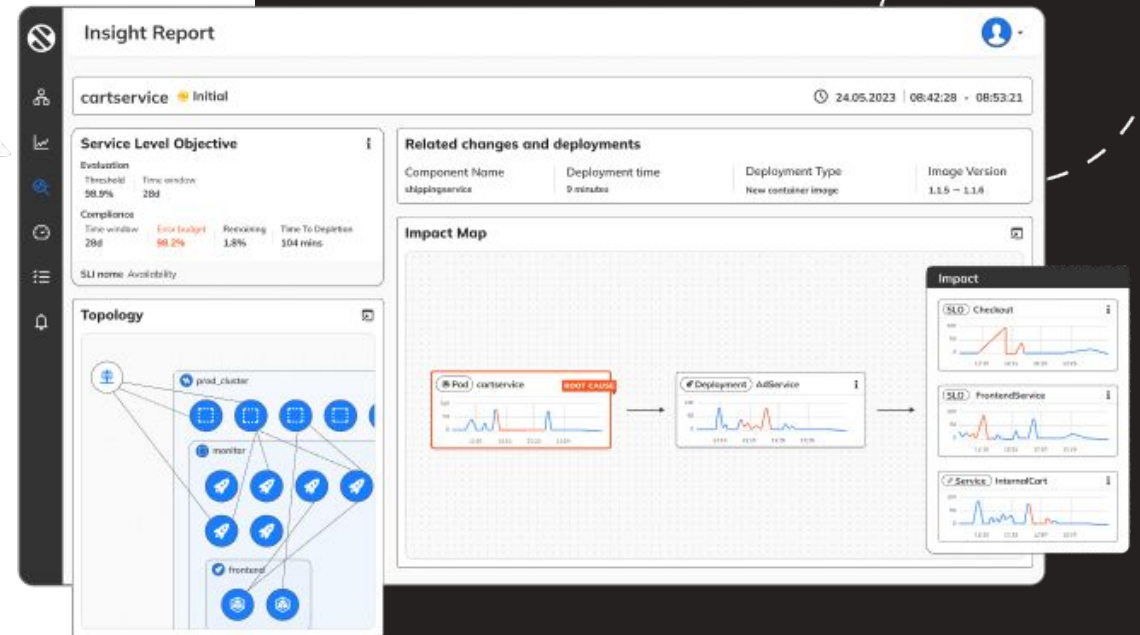 Insight Report
cartservice Initial
24.05.2023 08:42:28 - 08:53:21
Service Level Objective
Evaluation
Threshold Time window
98.9% 28d
Compliance
Time window Error budget Remaining Time To Depletion
28d 98.2% 1.8% 104 mins
SLI name Availability
Related changes and deployments
Component Name Deployment time Deployment Type Image Version
shippingservice 9 minutes New container image 1.1.5 — 1.1.6
Topology
prod_cluster
monitor
frontend
Impact Map
Pod cartservice ROOT CAUSE
Deployment AdService
Impact
SLO Checkout
SLO FrontendService
Service InternalCart